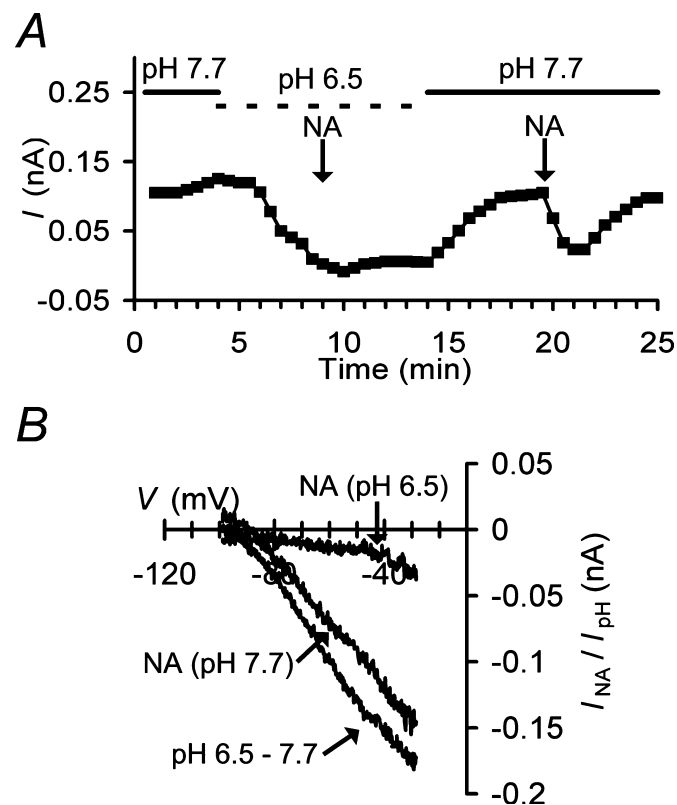 A
pH 7.7 pH 6.5 pH 7.7
0.25
NA NA
0.15
0.05
-0.05
I (nA)
0 5 10 15 20 25
Time (min)
B
0.05
V (mV) NA (pH 6.5)
0
-120 -80 -40
-0.05
NA (pH 7.7)
-0.1
-0.15
pH 6.5 - 7.7
-0.2
I NA / I pH (nA)